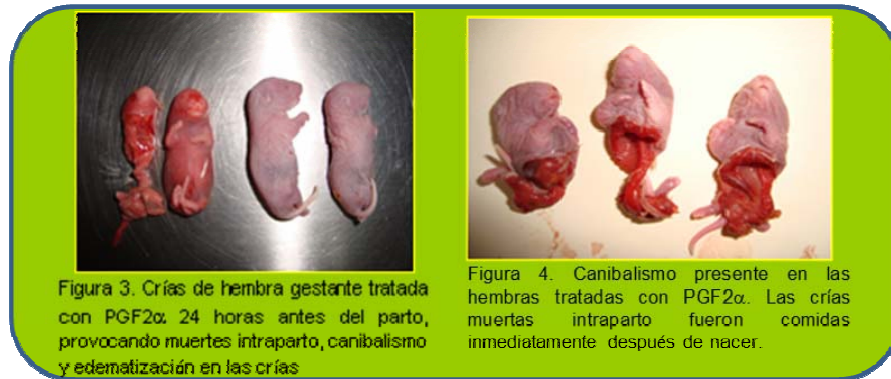 Figura 3. Crías de hembra gestante tratada
con PGF2α 24 horas antes del parto,
provocando muertes intraparto, canibalismo
y edematización en las crías
Figura 4. Canibalismo presente en las
hembras tratadas con PGF2α. Las crías
muertas intraparto fueron comidas
inmediatamente después de nacer.